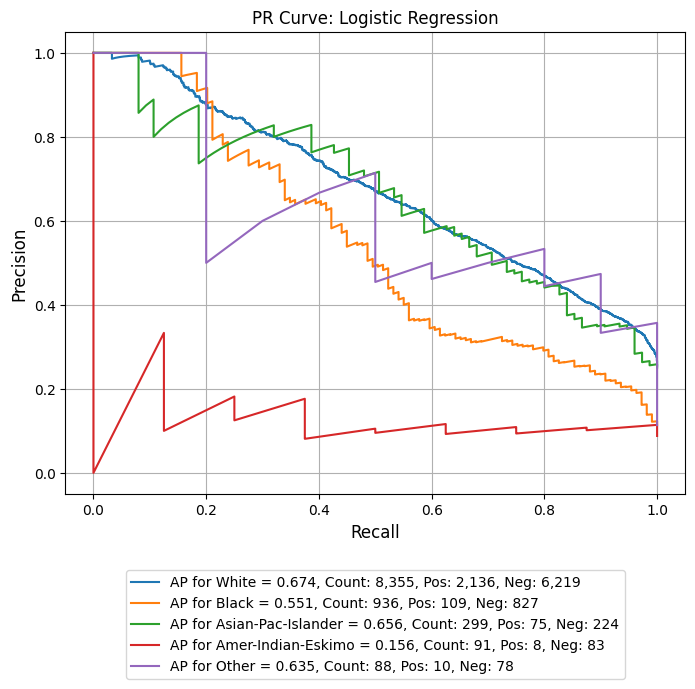 PR Curve: Logistic Regression
1.0
0.8
0.6
0.4
0.2
0.0
Precision
0.0 0.2 0.4 0.6 0.8 1.0
Recall
AP for White = 0.674, Count: 8,355, Pos: 2,136, Neg: 6,219
AP for Black = 0.551, Count: 936, Pos: 109, Neg: 827
AP for Asian-Pac-Islander = 0.656, Count: 299, Pos: 75, Neg: 224
AP for Amer-Indian-Eskimo = 0.156, Count: 91, Pos: 8, Neg: 83
AP for Other = 0.635, Count: 88, Pos: 10, Neg: 78